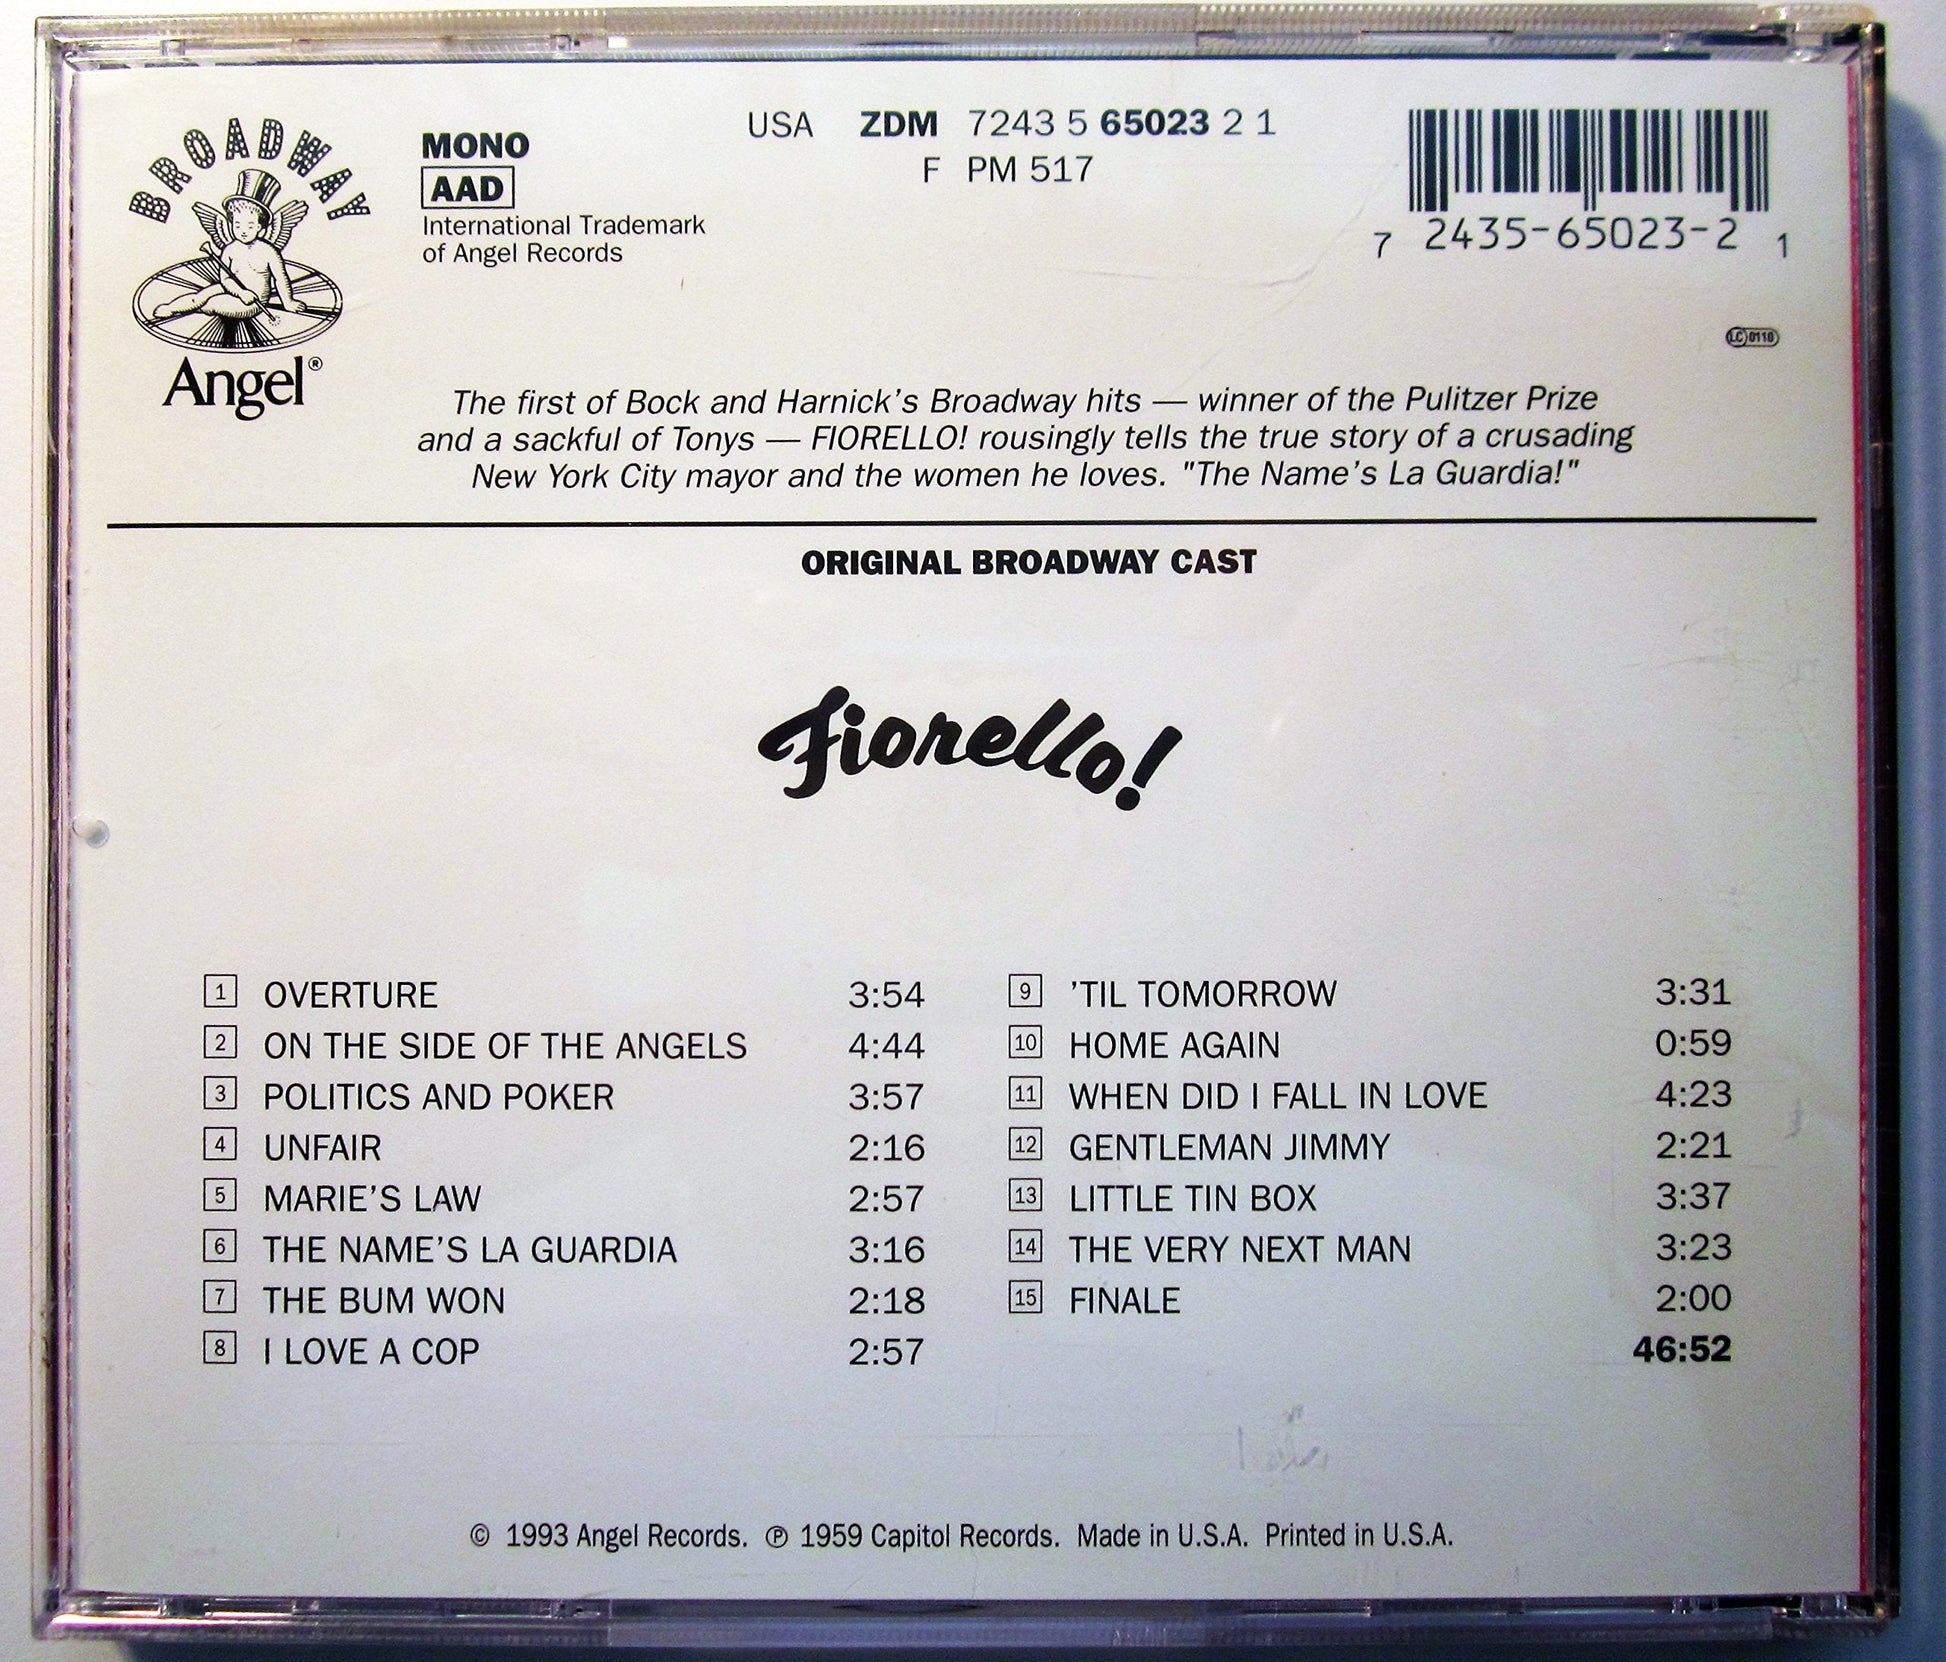 BROADWAY
Angel®
MONO
AAD
International Trademark
of Angel Records
USA ZDM 7243 5 65023 2 1
F PM 517
7 2435-65023-2 1
LC 0110
The first of Bock and Harnick's Broadway hits — winner of the Pulitzer Prize
and a sackful of Tonys — FIORELLO! rousingly tells the true story of a crusading
New York City mayor and the women he loves. "The Name's La Guardia!"
ORIGINAL BROADWAY CAST
Fiorello!
1 OVERTURE 3:54
2 ON THE SIDE OF THE ANGELS 4:44
3 POLITICS AND POKER 3:57
4 UNFAIR 2:16
5 MARIE'S LAW 2:57
6 THE NAME'S LA GUARDIA 3:16
7 THE BUM WON 2:18
8 I LOVE A COP 2:57
9 'TIL TOMORROW 3:31
10 HOME AGAIN 0:59
11 WHEN DID I FALL IN LOVE 4:23
12 GENTLEMAN JIMMY 2:21
13 LITTLE TIN BOX 3:37
14 THE VERY NEXT MAN 3:23
15 FINALE 2:00
46:52
© 1993 Angel Records. ℗ 1959 Capitol Records. Made in U.S.A. Printed in U.S.A.